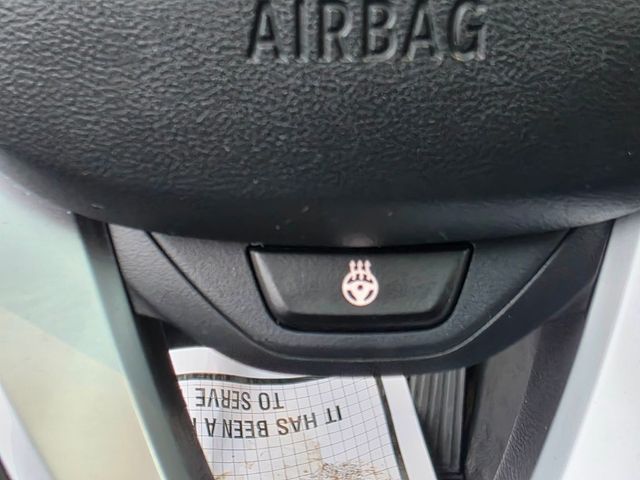 AIRBAG
IT HAS BEEN A
TO SERVE